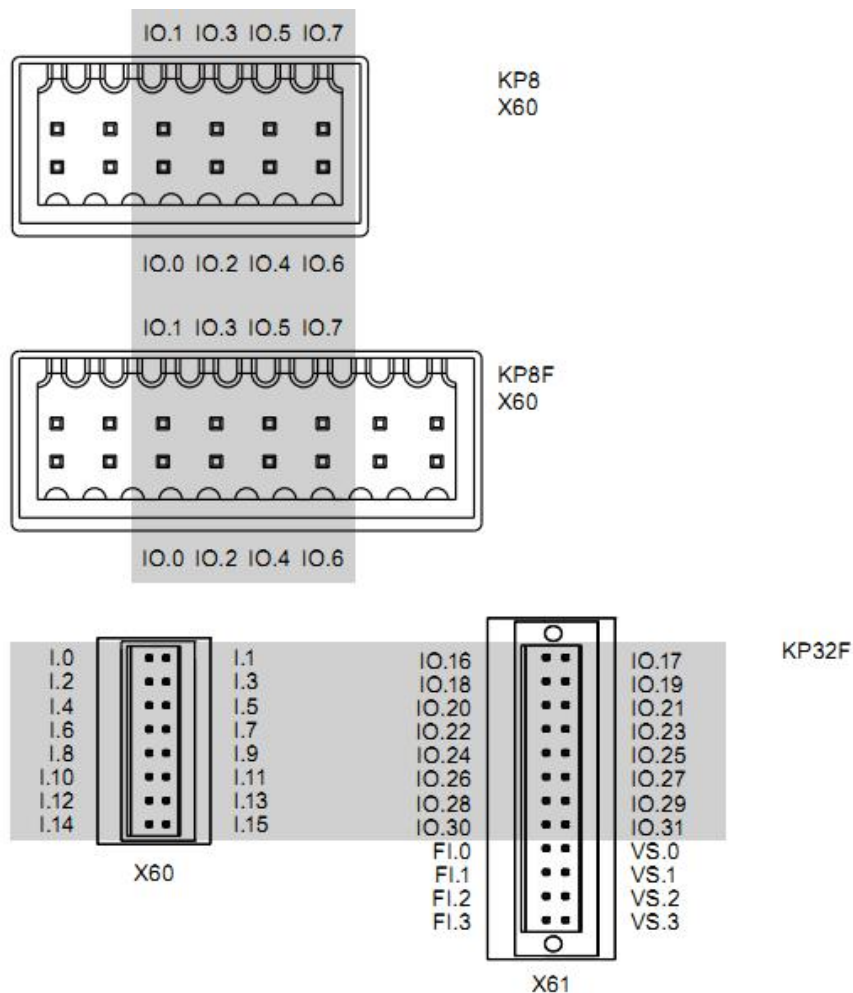 IO.1 IO.3 IO.5 IO.7
KP8
X60
IO.0 IO.2 IO.4 IO.6
IO.1 IO.3 IO.5 IO.7
KP8F
X60
IO.0 IO.2 IO.4 IO.6
KP32F
I.0 I.1 IO.16 IO.17
I.2 I.3 IO.18 IO.19
I.4 I.5 IO.20 IO.21
I.6 I.7 IO.22 IO.23
I.8 I.9 IO.24 IO.25
I.10 I.11 IO.26 IO.27
I.12 I.13 IO.28 IO.29
I.14 I.15 IO.30 IO.31
FI.0 VS.0
X60
FI.1 VS.1
FI.2 VS.2
FI.3 VS.3
X61